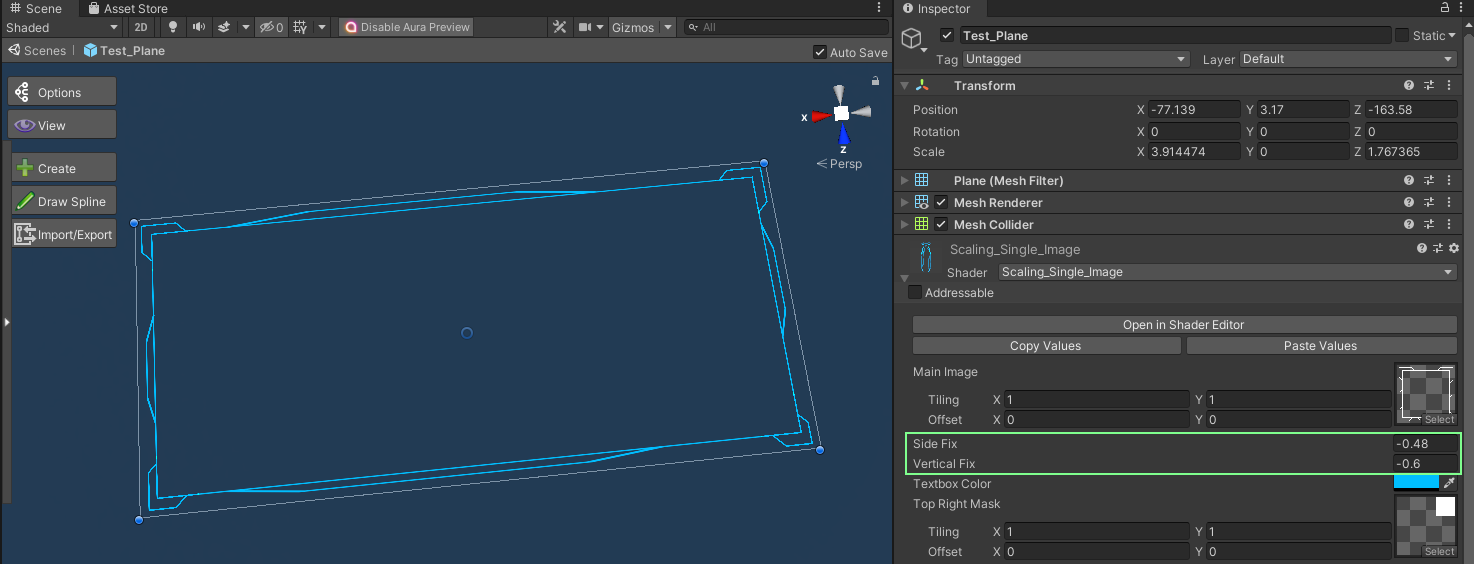 Scene Asset Store
Shaded 2D 0 Disable Aura Preview Gizmos All
Scenes Test_Plane Auto Save
Options
View
Create
Draw Spline
Import/Export
x
z
Persp
Inspector
Test_Plane Static
Tag Untagged Layer Default
Transform
Position X -77.139 Y 3.17 Z -163.58
Rotation X 0 Y 0 Z 0
Scale X 3.914474 Y 0 Z 1.767365
Plane (Mesh Filter)
Mesh Renderer
Mesh Collider
Scaling_Single_Image
Shader Scaling_Single_Image
Addressable
Open in Shader Editor
Copy Values Paste Values
Main Image
Tiling X 1 Y 1
Offset X 0 Y 0 Select
Side Fix -0.48
Vertical Fix -0.6
Textbox Color
Top Right Mask
Tiling X 1 Y 1
Offset X 0 Y 0 Select